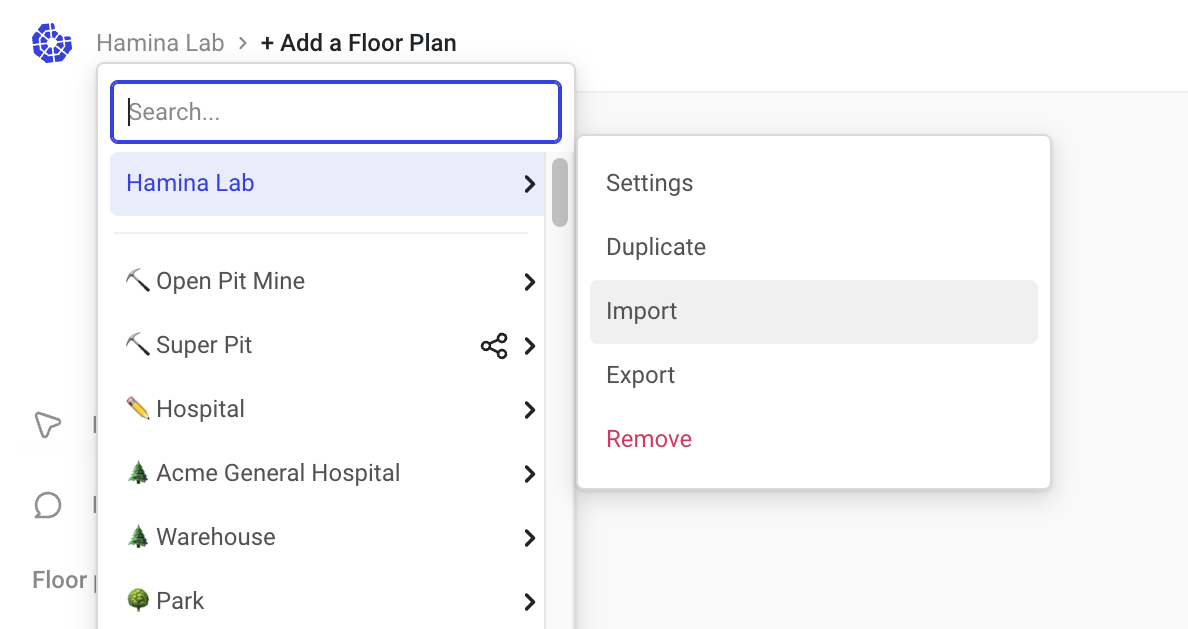 Hamina Lab > + Add a Floor Plan
Search...
Hamina Lab
Open Pit Mine
Super Pit
Hospital
Acme General Hospital
Warehouse
Park
Settings
Duplicate
Import
Export
Remove
Floor